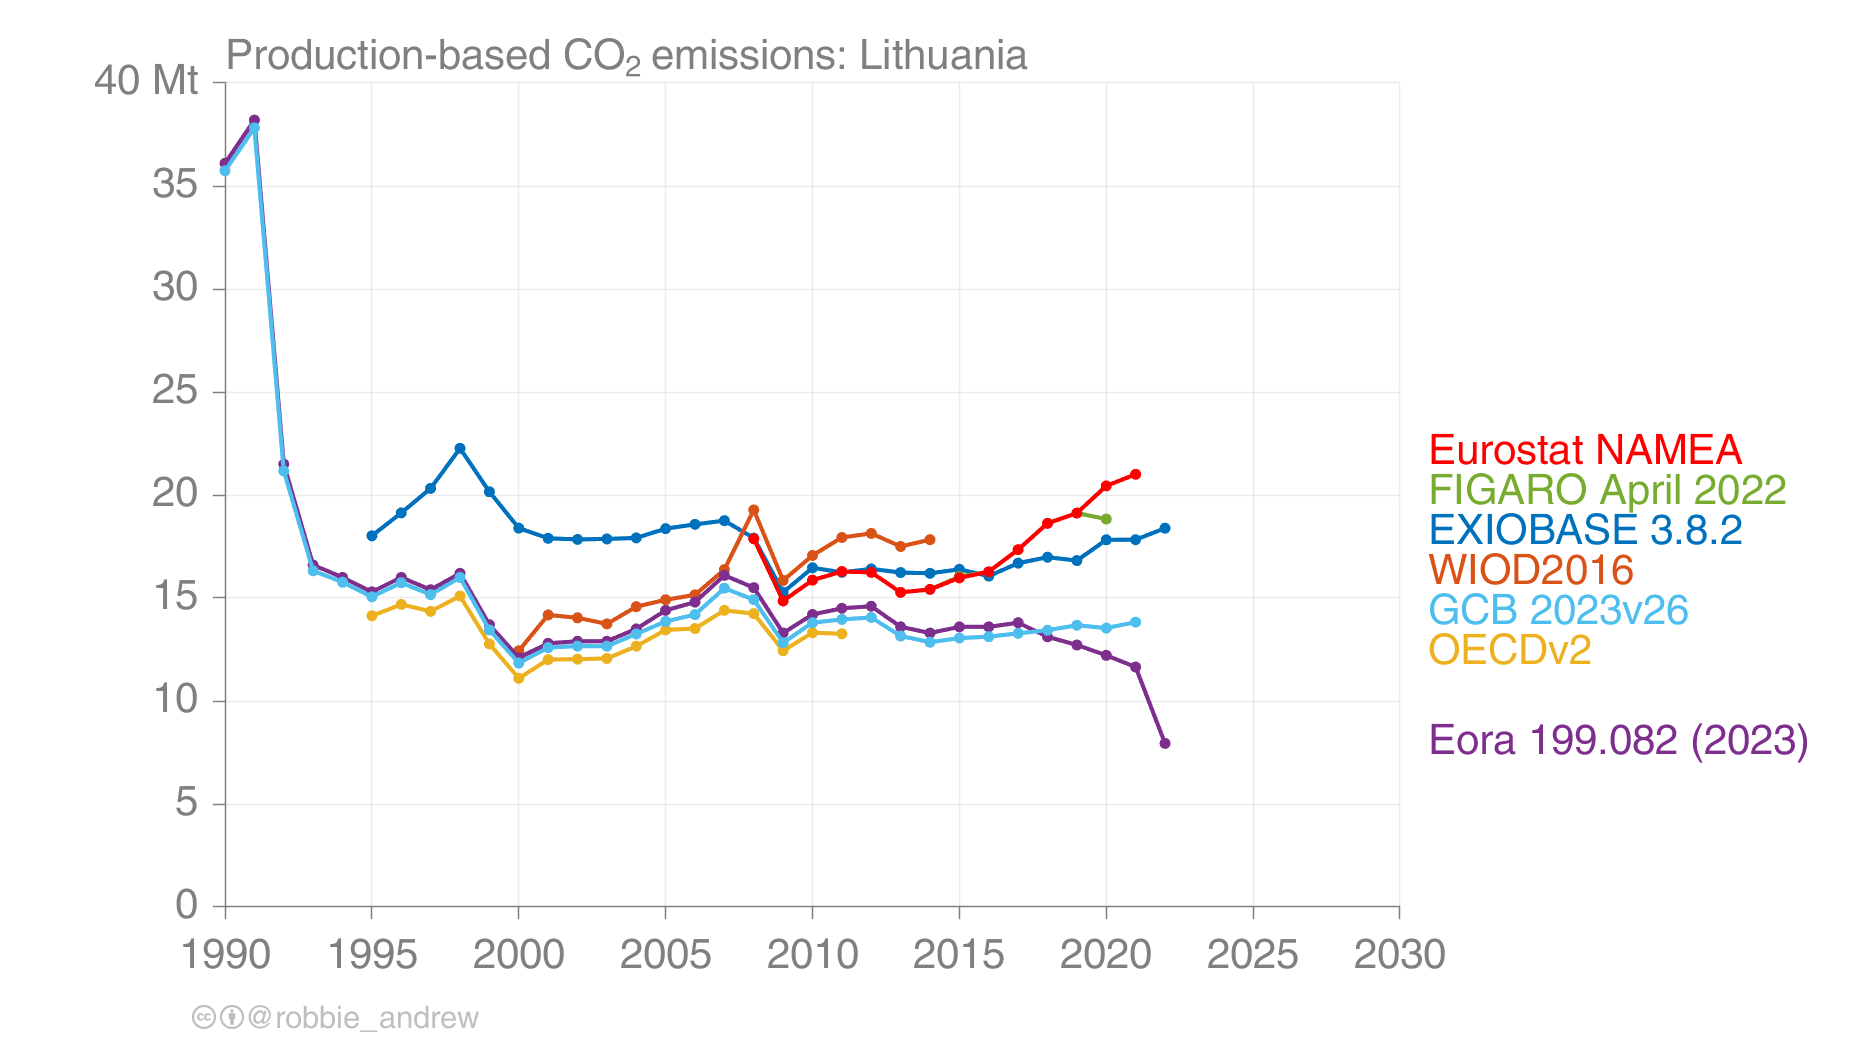 Production-based CO₂ emissions: Lithuania
40 Mt
35
30
25
20
15
10
5
0
1990 1995 2000 2005 2010 2015 2020 2025 2030
Eurostat NAMEA
FIGARO April 2022
EXIOBASE 3.8.2
WIOD2016
GCB 2023v26
OECDv2
Eora 199.082 (2023)
cc @robbie_andrew